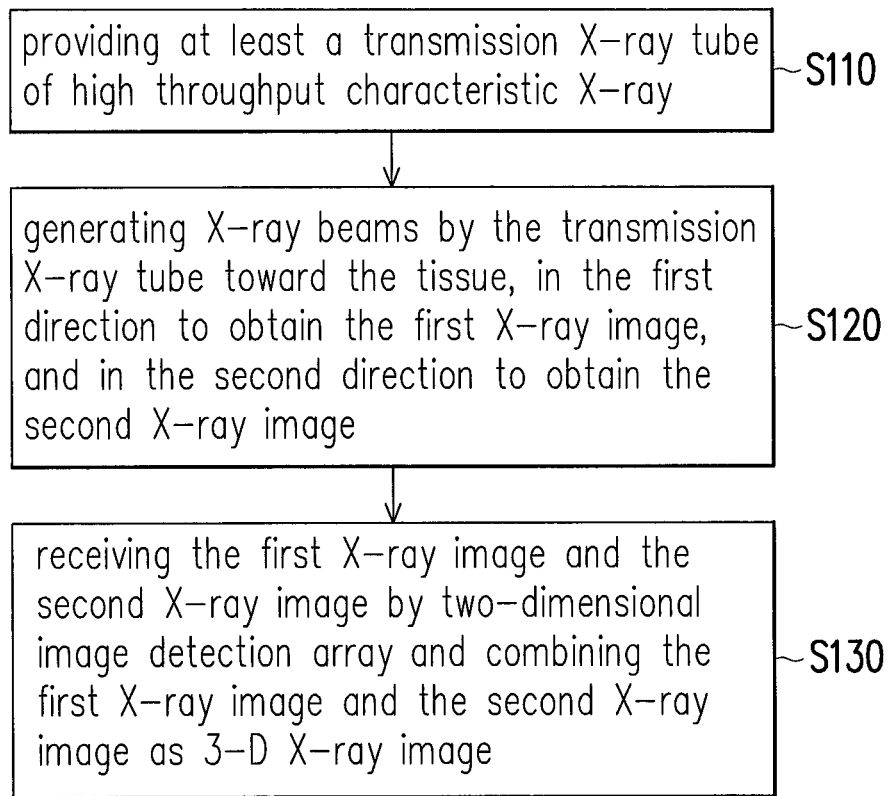 providing at least a transmission X-ray tube
of high throughput characteristic X-ray
S110
generating X-ray beams by the transmission
X-ray tube toward the tissue, in the first
direction to obtain the first X-ray image,
and in the second direction to obtain the
second X-ray image
S120
receiving the first X-ray image and the
second X-ray image by two-dimensional
image detection array and combining the
first X-ray image and the second X-ray
image as 3-D X-ray image
S130